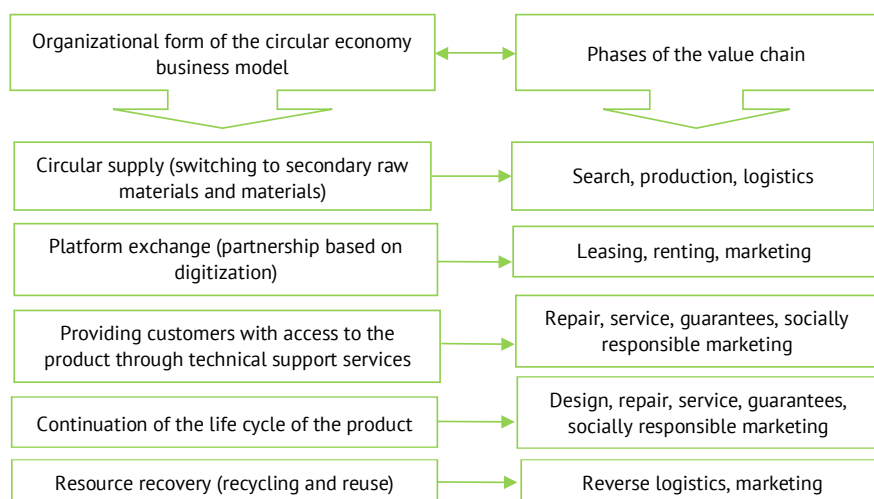 Organizational form of the circular economy
business model
Phases of the value chain
Circular supply (switching to secondary raw
materials and materials)
Search, production, logistics
Platform exchange (partnership based on
digitization)
Leasing, renting, marketing
Providing customers with access to the
product through technical support services
Repair, service, guarantees, socially
responsible marketing
Continuation of the life cycle of the product
Design, repair, service, guarantees,
socially responsible marketing
Resource recovery (recycling and reuse)
Reverse logistics, marketing